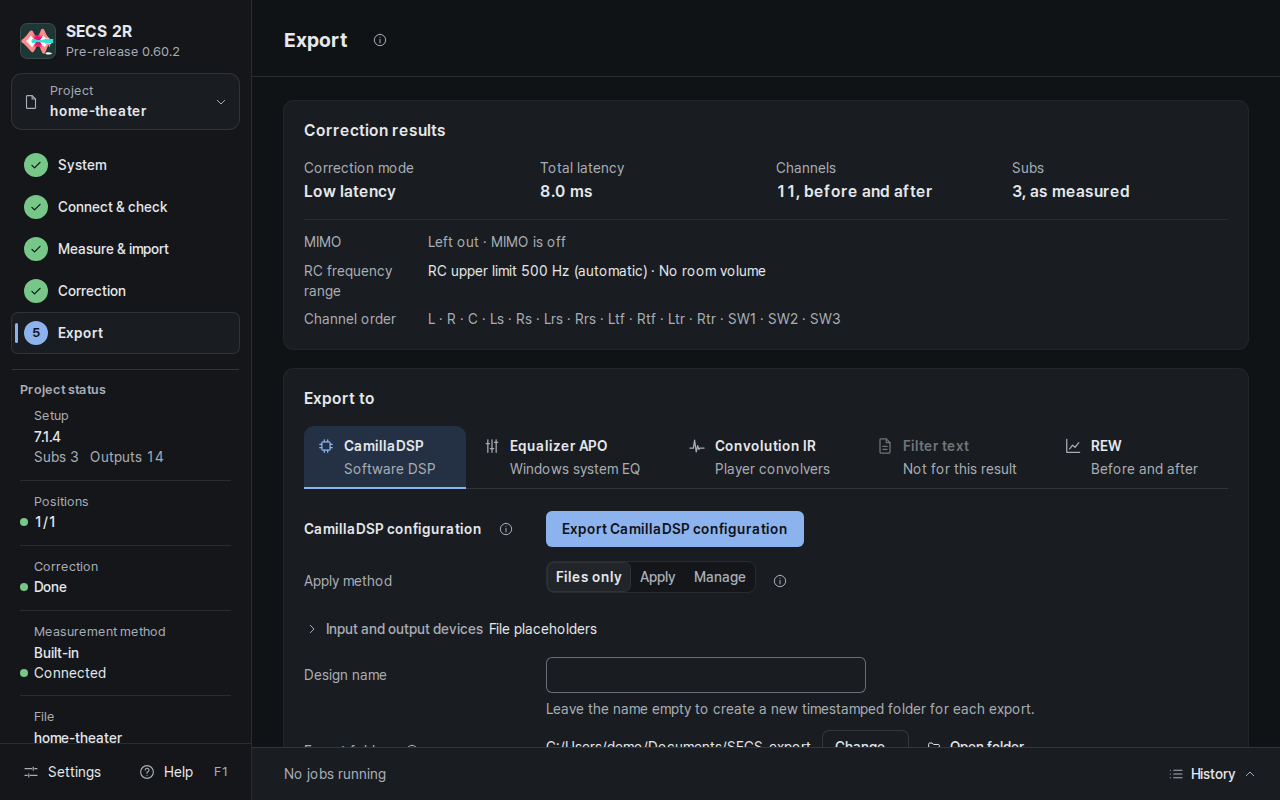 SECS 2R
Pre-release 0.60.2
Project
home-theater
System
Connect & check
Measure & import
Correction
5 Export
Project status
Setup
7.1.4
Subs 3 Outputs 14
Positions
1/1
Correction
Done
Measurement method
Built-in
Connected
File
home-theater
Settings Help F1
Export
Correction results
Correction mode Total latency Channels Subs
Low latency 8.0 ms 11, before and after 3, as measured
MIMO Left out · MIMO is off
RC frequency range RC upper limit 500 Hz (automatic) · No room volume
Channel order L · R · C · Ls · Rs · Lrs · Rrs · Ltf · Rtf · Ltr · Rtr · SW1 · SW2 · SW3
Export to
CamillaDSP Equalizer APO Convolution IR Filter text REW
Software DSP Windows system EQ Player convolvers Not for this result Before and after
CamillaDSP configuration Export CamillaDSP configuration
Apply method Files only Apply Manage
Input and output devices File placeholders
Design name
Leave the name empty to create a new timestamped folder for each export.
C:/Users/demo/Documents/SECS_export Change Open folder
No jobs running History